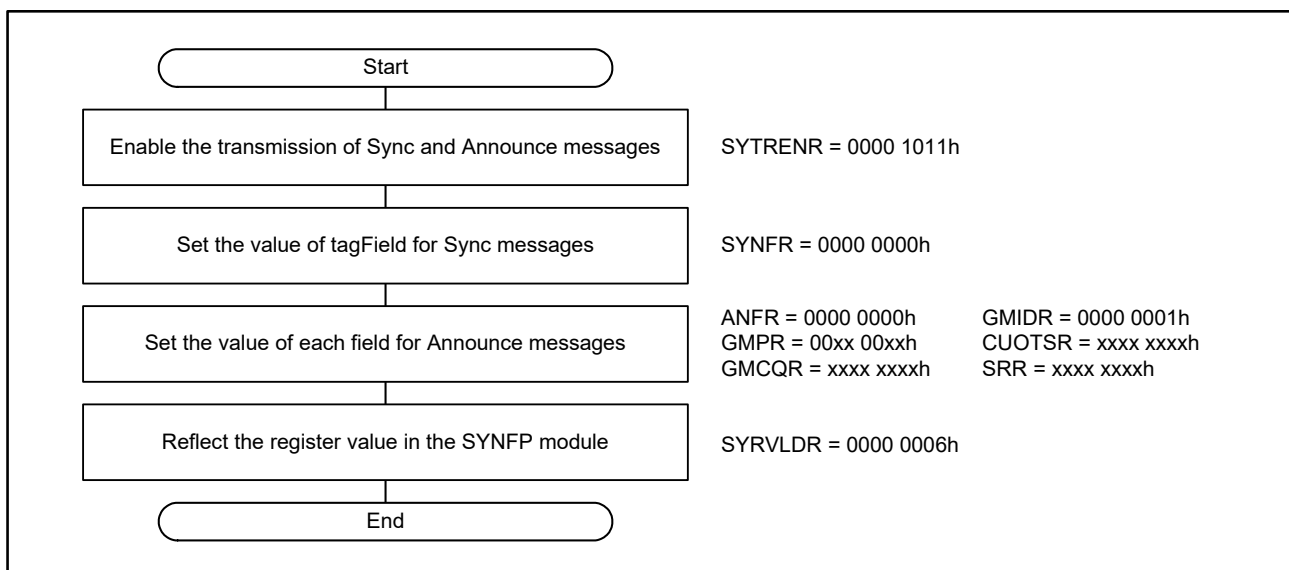 Start
Enable the transmission of Sync and Announce messages
SYTRENR = 0000 1011h
Set the value of tagField for Sync messages
SYNFR = 0000 0000h
Set the value of each field for Announce messages
ANFR = 0000 0000h GMIDR = 0000 0001h
GMPR = 00xx 00xxh CUOTSR = xxxx xxxxh
GMCQR = xxxx xxxxh SRR = xxxx xxxxh
Reflect the register value in the SYNFP module
SYRVLDR = 0000 0006h
End